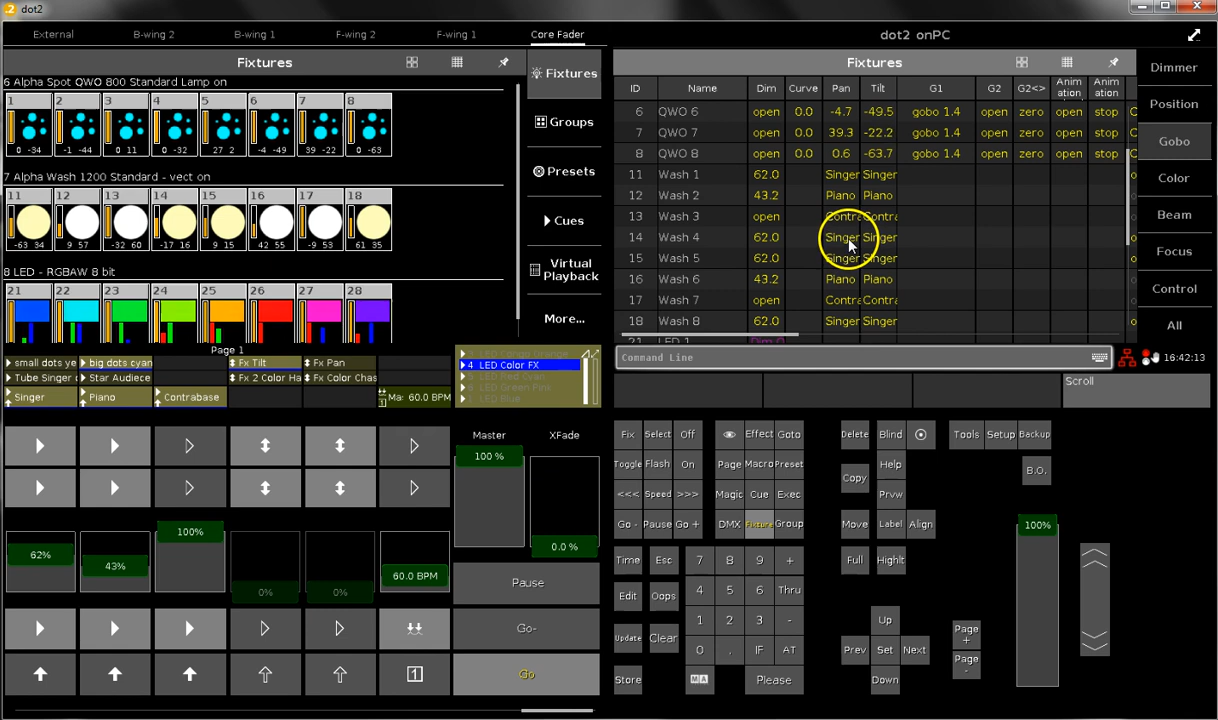 dot2
External B-wing 2 B-wing 1 F-wing 2 F-wing 1 Core Fader
dot2 onPC
Fixtures
Fixtures
6 Alpha Spot QWO 800 Standard Lamp on
1 2 3 4 5 6 7 8
0 -34 -1 -44 0 11 0 -32 27 2 -4 -49 39 -22 0 -63
7 Alpha Wash 1200 Standard - vect on
11 12 13 14 15 16 17 18
-63 34 9 57 -32 60 -17 16 9 15 42 55 -9 53 61 35
8 LED - RGBAW 8 bit
21 22 23 24 25 26 27 28
Fixtures
Groups
Presets
Cues
Virtual Playback
More...
ID Name Dim Curve Pan Tilt G1 G2 G2<> Animation Animation
6 QWO 6 open 0.0 -4.7 -49.5 gobo 1.4 open zero open stop
7 QWO 7 open 0.0 39.3 -22.2 gobo 1.4 open zero open stop
8 QWO 8 open 0.0 0.6 -63.7 gobo 1.4 open zero open stop
11 Wash 1 62.0 Singer Singer
12 Wash 2 43.2 Piano Piano
13 Wash 3 open Contra Contra
14 Wash 4 62.0 Singer Singer
15 Wash 5 62.0 Singer Singer
16 Wash 6 43.2 Piano Piano
17 Wash 7 open Contra Contra
18 Wash 8 62.0 Singer Singer
21 LED 1 Dim 0
Dimmer
Position
Gobo
Color
Beam
Focus
Control
All
Page 1
small dots ye big dots cyan Fx Tilt Fx Pan
Tube Singer Star Audiece Fx 2 Color Ha Fx Color Chas
Singer Piano Contrabase Ma: 60.0 BPM
4 LED Color FX
LED Red Cyan
LED Green Pink
LED Blue
Command Line
16:42:13
Scroll
Master XFade
100 %
0.0 %
62% 43% 100% 0% 0% 60.0 BPM
Pause
Go-
Go
1
Fix Select Off Effect Goto Delete Blind Tools Setup Backup
Toggle Flash On Page Macro Preset Copy Help B.O.
<<< Speed >>> Magic Cue Exec Prvw
Go - Pause Go + DMX Fixture Group Move Label Align
100%
Time Esc 7 8 9 + Full Highlt
Edit Oops 4 5 6 Thru
Update Clear 1 2 3 - Up Page +
0 . IF AT Prev Set Next Page -
Store MA Please Down